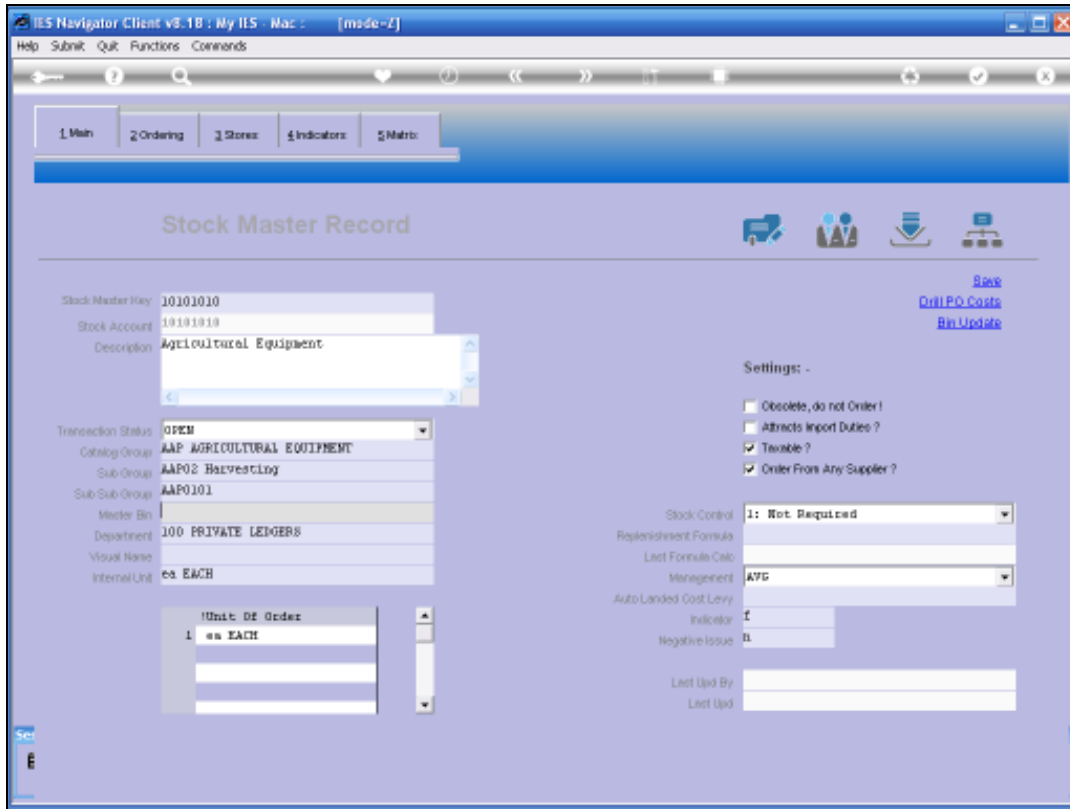 IES Navigator Client v8.1B : My IES - Mac : [mode=Z]
Help Submit Quit Functions Commands
1 Main 2 Ordering 3 Stores 4 Indicators 5 Matrix
Stock Master Record
Save
Drill PO Costs
Bin Update
Stock Master Key 10101010
Stock Account 10101010
Description Agricultural Equipment
Settings: -
Obsolete, do not Order !
Attracts Import Duties ?
Taxable ?
Order From Any Supplier ?
Transaction Status OPEN
Catalog Group AAP AGRICULTURAL EQUIPMENT
Sub Group AAP02 Harvesting
Sub Sub Group AAP0101
Master Bin
Department 100 PRIVATE LEDGERS
Visual Name
Internal Unit ea EACH
Stock Control 1: Not Required
Replenishment Formula
Last Formula Calc
Management AVG
Auto Landed Cost Levy
Indicator f
Negative Issue n
!Unit Of Order
1 ea EACH
Last Upd By
Last Upd